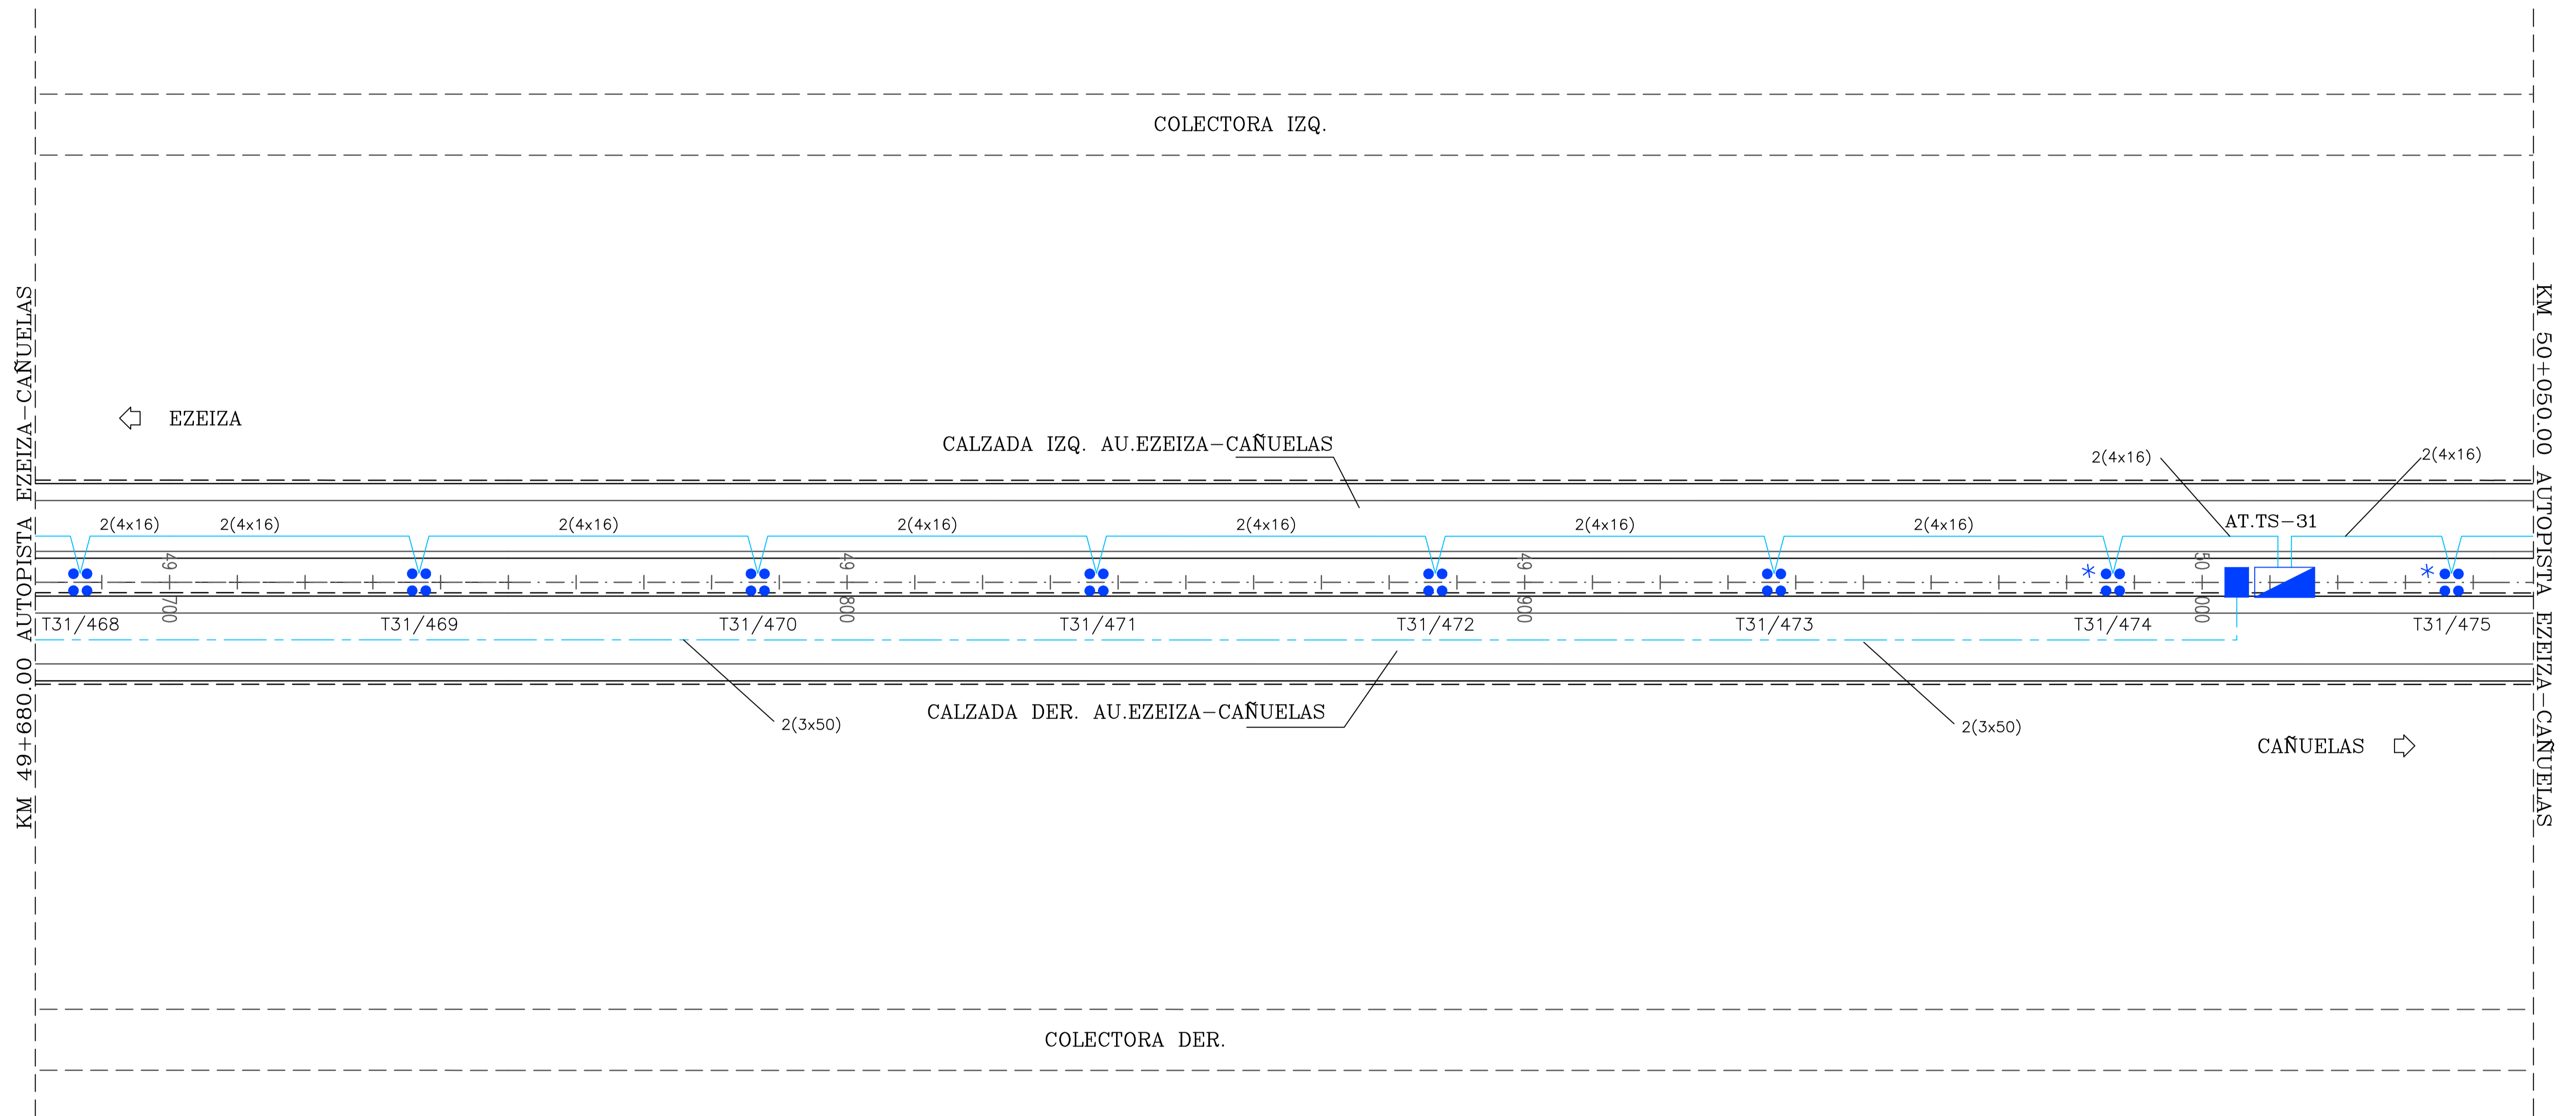 COLECTORA IZQ.
KM 49+680.00 AUTOPISTA EZEIZA-CAÑUELAS
KM 50+050.00 AUTOPISTA EZEIZA-CAÑUELAS
EZEIZA
CALZADA IZQ. AU.EZEIZA-CAÑUELAS
2(4x16)
2(4x16)
2(4x16)
2(4x16)
2(4x16)
2(4x16)
2(4x16)
2(4x16)
2(4x16)
AT.TS-31
49 700
49 800
49 900
50 000
*
*
T31/468
T31/469
T31/470
T31/471
T31/472
T31/473
T31/474
T31/475
CALZADA DER. AU.EZEIZA-CAÑUELAS
2(3x50)
2(3x50)
CAÑUELAS
COLECTORA DER.